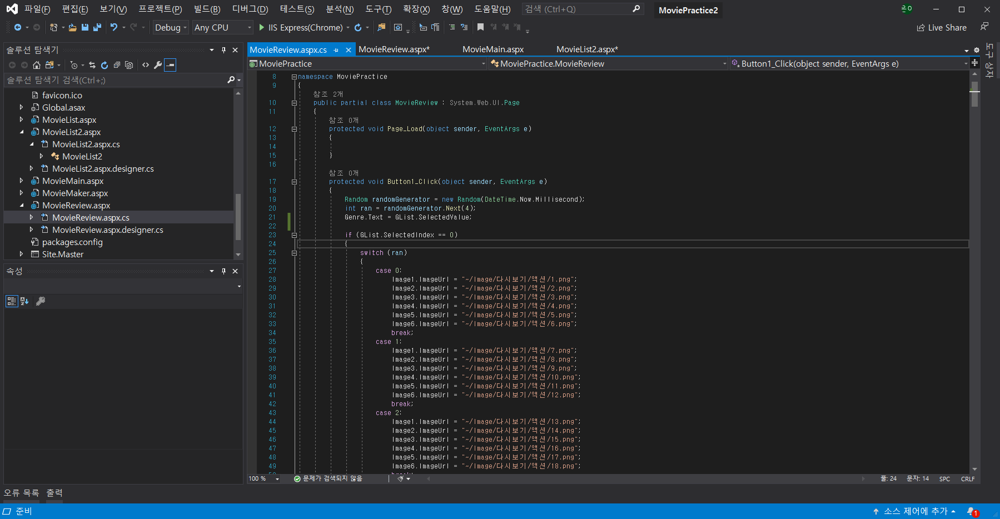 파일(F) 편집(E) 보기(V) 프로젝트(P) 빌드(B) 디버그(D) 테스트(S) 분석(N) 도구(T) 확장(X) 창(W) 도움말(H) 검색 (Ctrl+Q) MoviePractice2
Debug Any CPU IIS Express(Chrome) Live Share
솔루션 탐색기
솔루션 탐색기 검색(Ctrl+;)
favicon.ico
Global.asax
MovieList.aspx
MovieList2.aspx
MovieList2.aspx.cs
MovieList2
MovieList2.aspx.designer.cs
MovieMain.aspx
MovieMaker.aspx
MovieReview.aspx
MovieReview.aspx.cs
MovieReview.aspx.designer.cs
packages.config
Site.Master
속성
MovieReview.aspx.cs MovieReview.aspx* MovieMain.aspx MovieList2.aspx*
MoviePractice MoviePractice.MovieReview Button1_Click(object sender, EventArgs e)
도구 상자
8 namespace MoviePractice
9 {
참조 2개
10 public partial class MovieReview : System.Web.UI.Page
11 {
참조 0개
12 protected void Page_Load(object sender, EventArgs e)
13 {
14
15 }
16
참조 0개
17 protected void Button1_Click(object sender, EventArgs e)
18 {
19 Random randomGenerator = new Random(DateTime.Now.Millisecond);
20 int ran = randomGenerator.Next(4);
21 Genre.Text = GList.SelectedValue;
22
23 if (GList.SelectedIndex == 0)
24 {
25 switch (ran)
26 {
27 case 0:
28 Image1.ImageUrl = "~/Image/다시보기/액션/1.png";
29 Image2.ImageUrl = "~/Image/다시보기/액션/2.png";
30 Image3.ImageUrl = "~/Image/다시보기/액션/3.png";
31 Image4.ImageUrl = "~/Image/다시보기/액션/4.png";
32 Image5.ImageUrl = "~/Image/다시보기/액션/5.png";
33 Image6.ImageUrl = "~/Image/다시보기/액션/6.png";
34 break;
35 case 1:
36 Image1.ImageUrl = "~/Image/다시보기/액션/7.png";
37 Image2.ImageUrl = "~/Image/다시보기/액션/8.png";
38 Image3.ImageUrl = "~/Image/다시보기/액션/9.png";
39 Image4.ImageUrl = "~/Image/다시보기/액션/10.png";
40 Image5.ImageUrl = "~/Image/다시보기/액션/11.png";
41 Image6.ImageUrl = "~/Image/다시보기/액션/12.png";
42 break;
43 case 2:
44 Image1.ImageUrl = "~/Image/다시보기/액션/13.png";
45 Image2.ImageUrl = "~/Image/다시보기/액션/14.png";
46 Image3.ImageUrl = "~/Image/다시보기/액션/15.png";
47 Image4.ImageUrl = "~/Image/다시보기/액션/16.png";
48 Image5.ImageUrl = "~/Image/다시보기/액션/17.png";
49 Image6.ImageUrl = "~/Image/다시보기/액션/18.png";
100 % 문제가 검색되지 않음 줄: 24 문자: 14 SPC CRLF
오류 목록 출력
준비 소스 제어에 추가 1